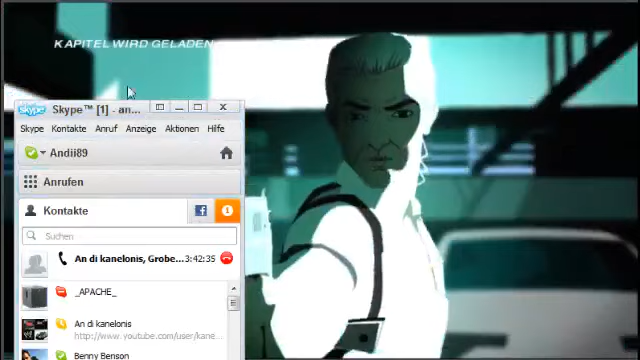 KAPITEL WIRD GELADEN
Skype™ [1] - an...
Skype Kontakte Anruf Anzeige Aktionen Hilfe
Andii89
Anrufen
Kontakte
Suchen
An di kanelonis, Grobe... 3:42:35
_APACHE_
An di kanelonis
http://www.youtube.com/user/kane...
Benny Benson